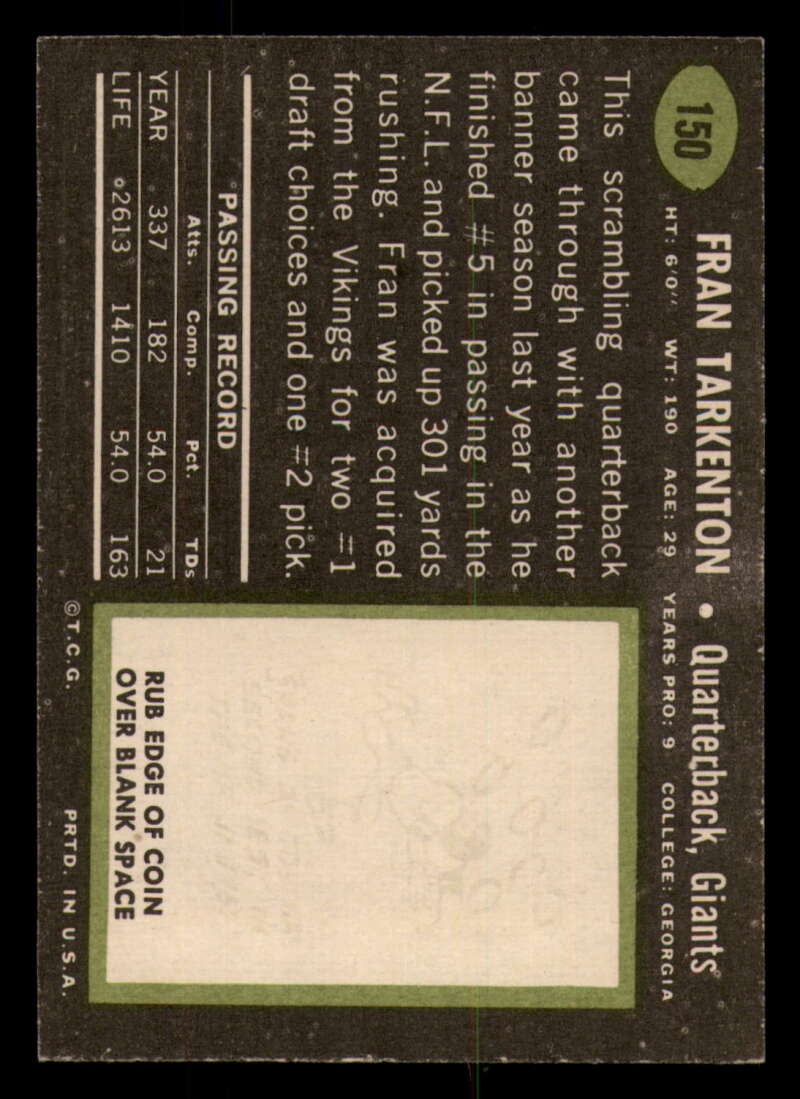 150
FRAN TARKENTON • Quarterback, Giants
HT: 6'0" WT: 190 AGE: 29 YEARS PRO: 9 COLLEGE: GEORGIA
This scrambling quarterback
came through with another
banner season last year as he
finished #5 in passing in the
N.F.L. and picked up 301 yards
rushing. Fran was acquired
from the Vikings for two #1
draft choices and one #2 pick.
PASSING RECORD
Atts. Comp. Pct. TDs
YEAR 337 182 54.0 21
LIFE 2613 1410 54.0 163
RUB EDGE OF COIN
OVER BLANK SPACE
©T.C.G. PRTD. IN U.S.A.